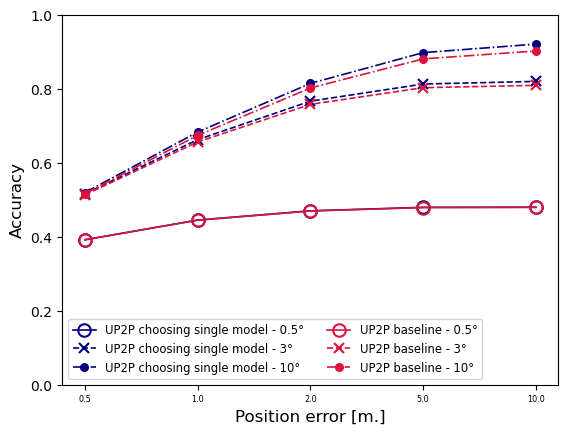 1.0
0.8
0.6
0.4
0.2
0.0
Accuracy
UP2P choosing single model - 0.5°
UP2P choosing single model - 3°
UP2P choosing single model - 10°
UP2P baseline - 0.5°
UP2P baseline - 3°
UP2P baseline - 10°
0.5 1.0 2.0 5.0 10.0
Position error [m.]